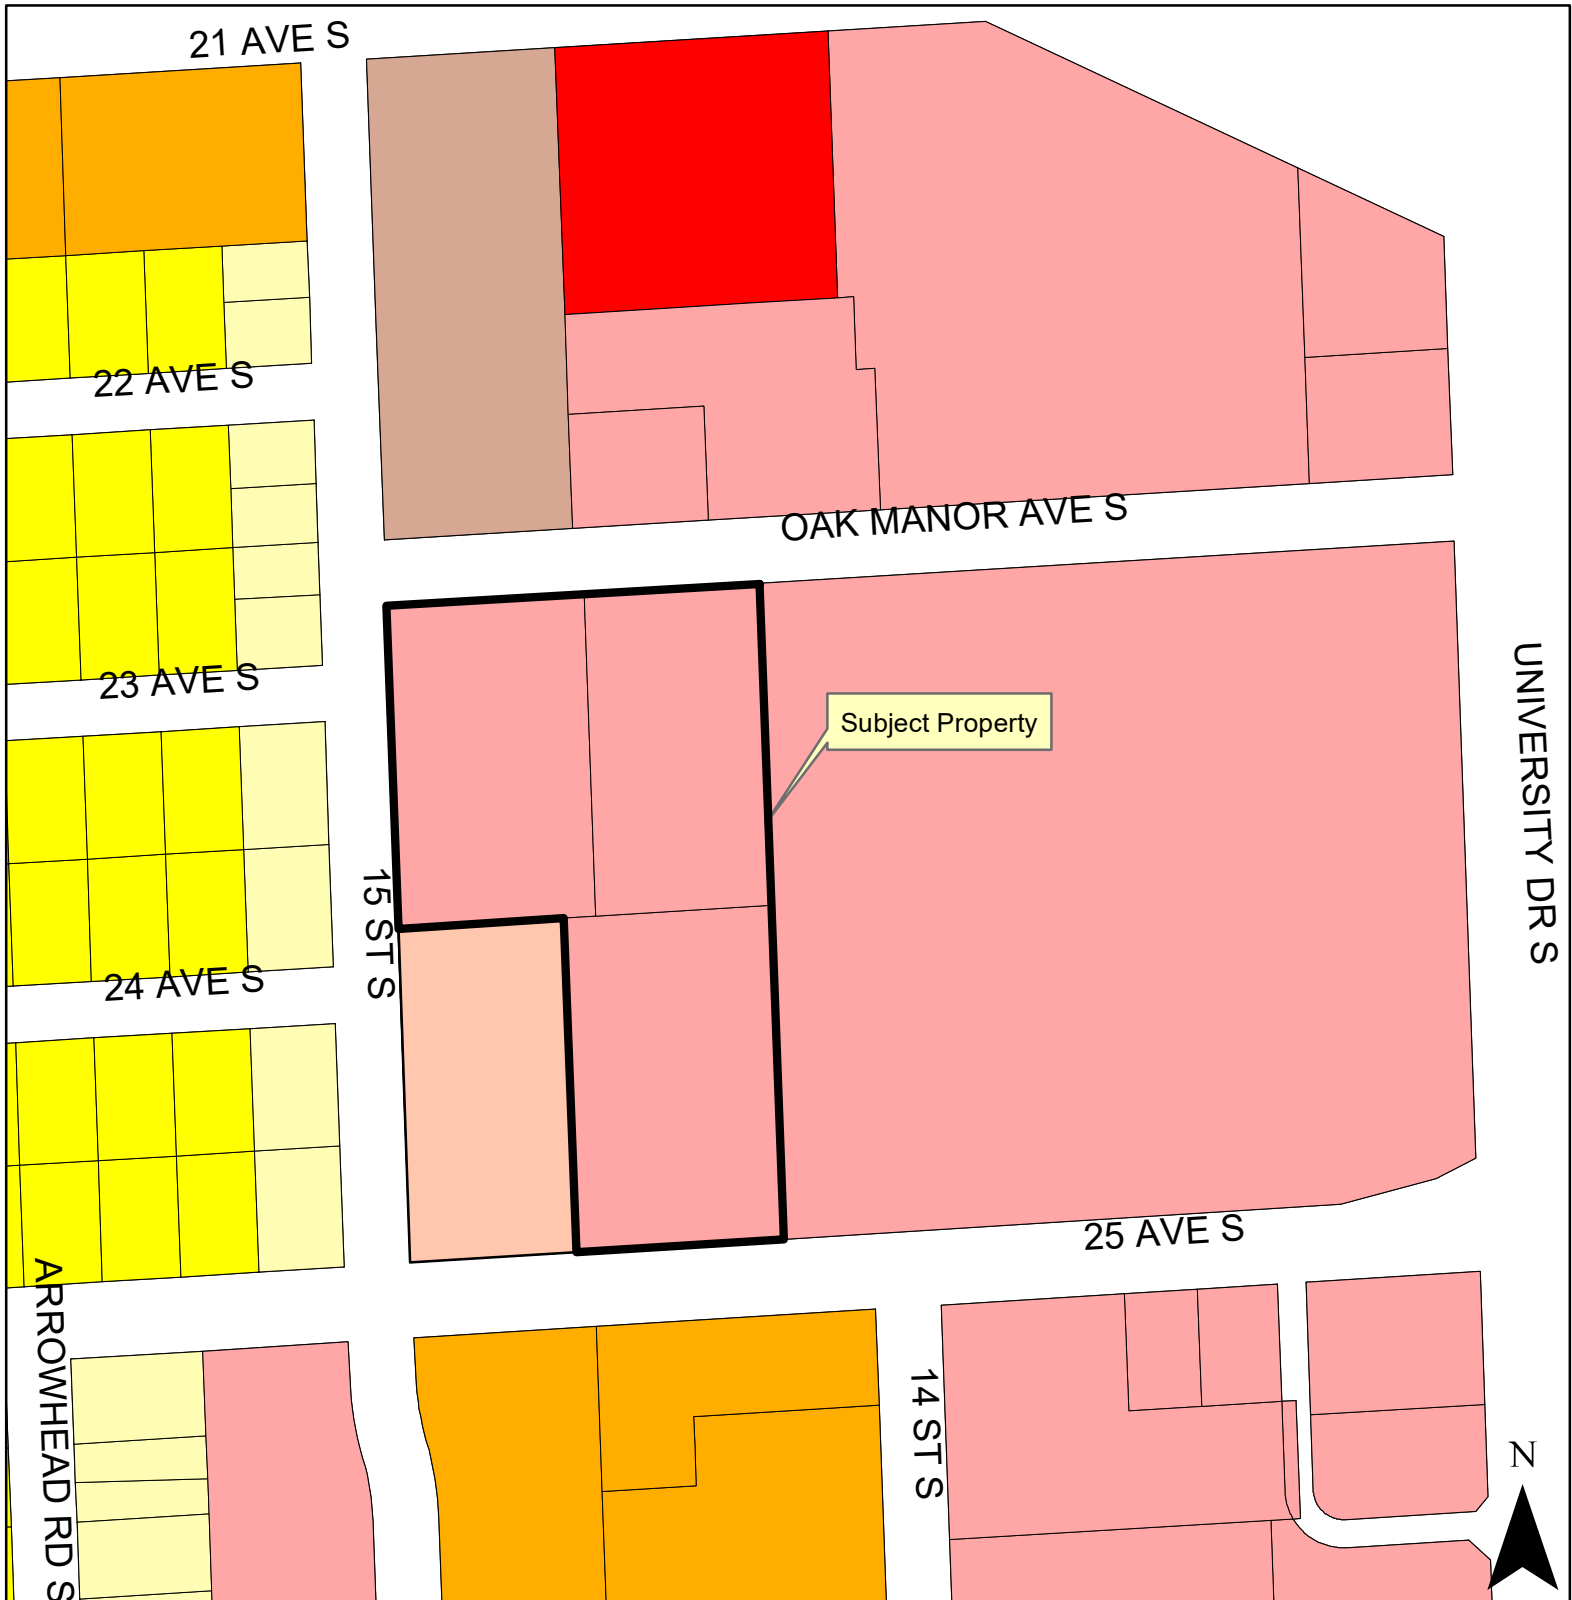 21 AVE S
22 AVE S
OAK MANOR AVE S
23 AVE S
UNIVERSITY DR S
Subject Property
15 ST S
24 AVE S
25 AVE S
ARROWHEAD RD S
14 ST S
N